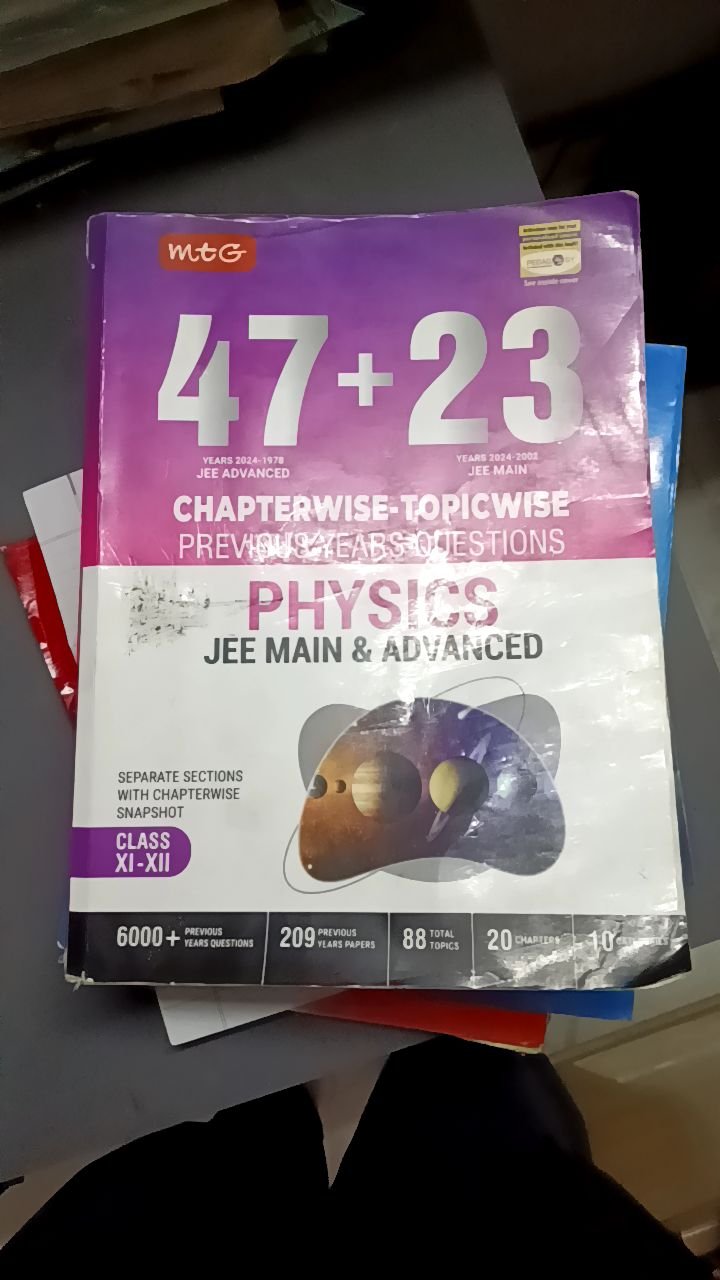 mtG
PEDAGOGY
47+23
YEARS 2024-1978
JEE ADVANCED
YEARS 2024-2002
JEE MAIN
CHAPTERWISE-TOPICWISE
PREVIOUS YEARS QUESTIONS
PHYSICS
JEE MAIN & ADVANCED
SEPARATE SECTIONS
WITH CHAPTERWISE
SNAPSHOT
CLASS
XI-XII
6000+ PREVIOUS YEARS QUESTIONS
209 PREVIOUS YEARS PAPERS
88 TOTAL TOPICS
20 CHAPTERS
10